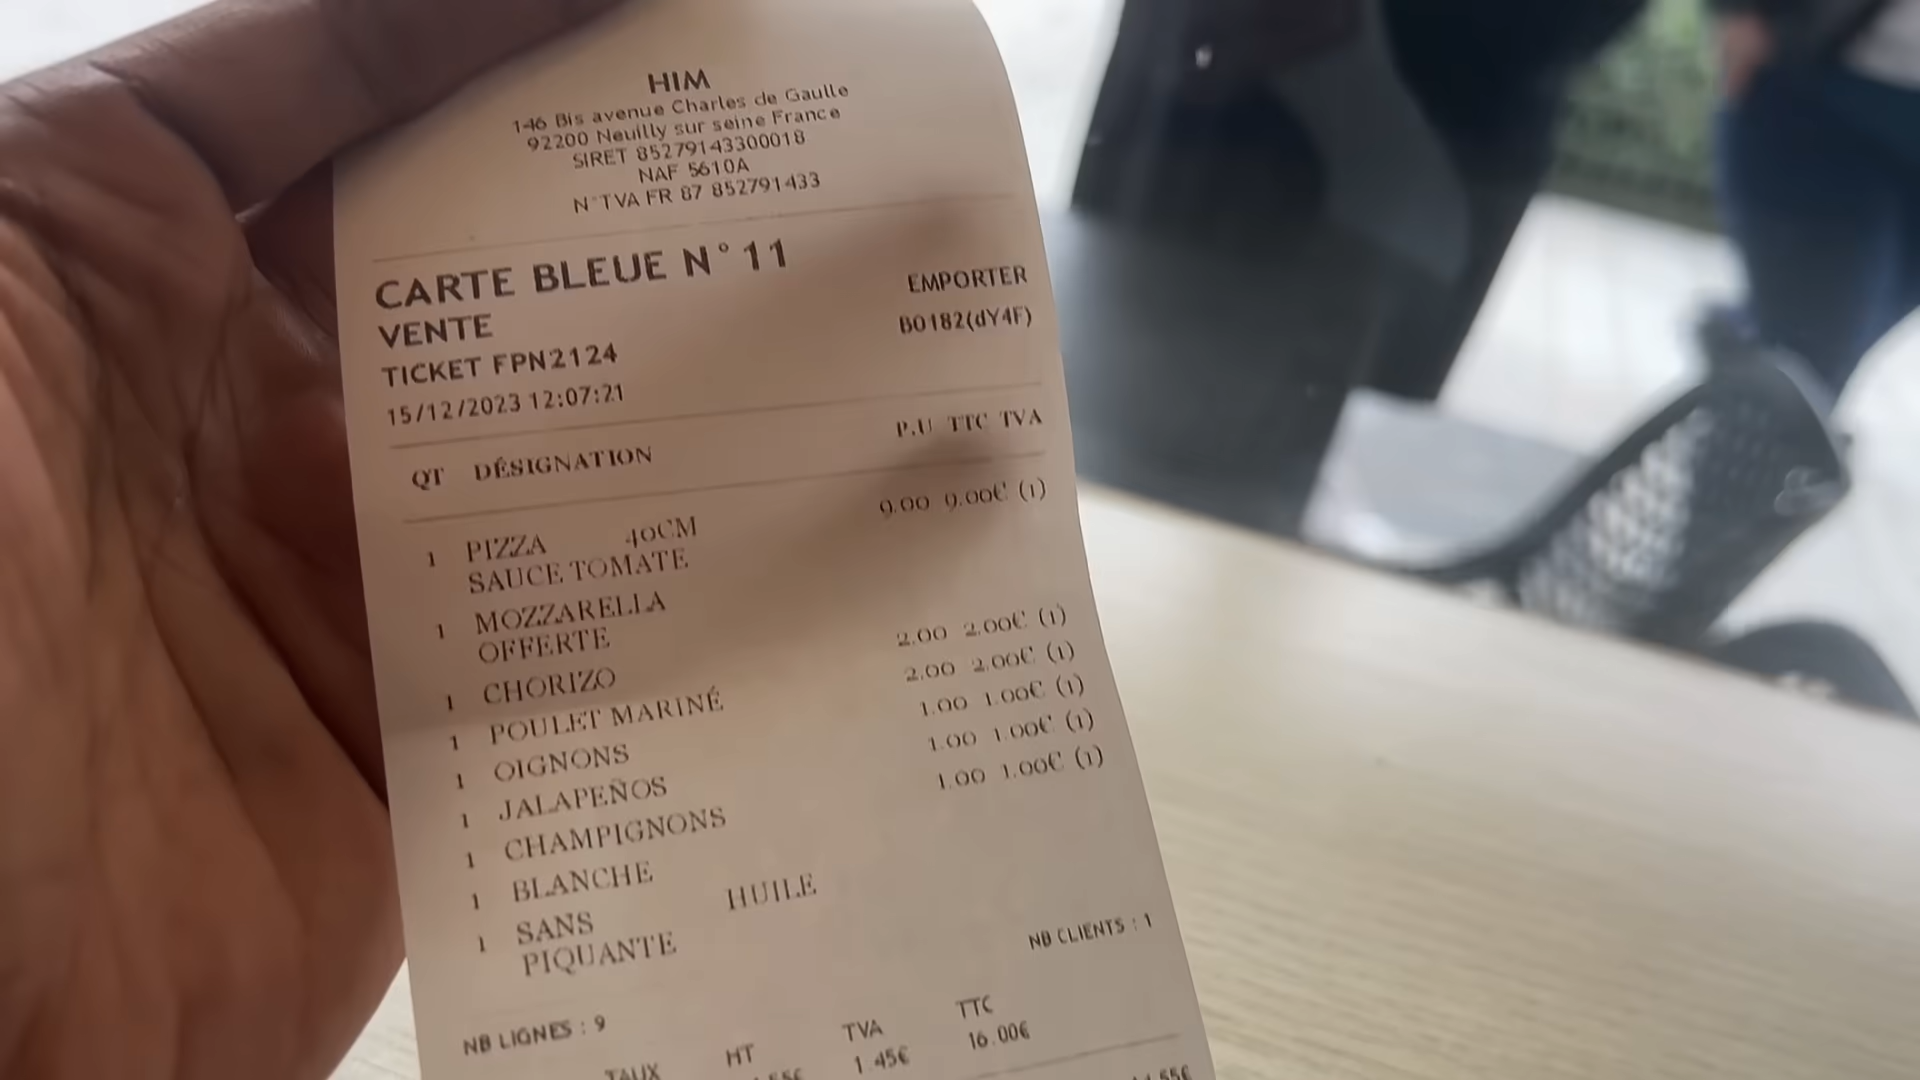 HIM
146 Bis avenue Charles de Gaulle
92200 Neuilly sur seine France
SIRET 85279143300018
NAF 5610A
N°TVA FR 87 852791433
CARTE BLEUE N°11
VENTE EMPORTER
TICKET FPN2124 B0182(dY4F)
15/12/2023 12:07:21
QT DÉSIGNATION P.U TTC TVA
1 PIZZA 40CM 9.00 9.00€ (1)
SAUCE TOMATE
1 MOZZARELLA
OFFERTE
1 CHORIZO 2.00 2.00€ (1)
1 POULET MARINÉ 2.00 2.00€ (1)
1 OIGNONS 1.00 1.00€ (1)
1 JALAPEÑOS 1.00 1.00€ (1)
1 CHAMPIGNONS 1.00 1.00€ (1)
1 BLANCHE
1 SANS HUILE
PIQUANTE
NB CLIENTS : 1
NB LIGNES : 9
TAUX HT TVA TTC
1.45€ 16.00€